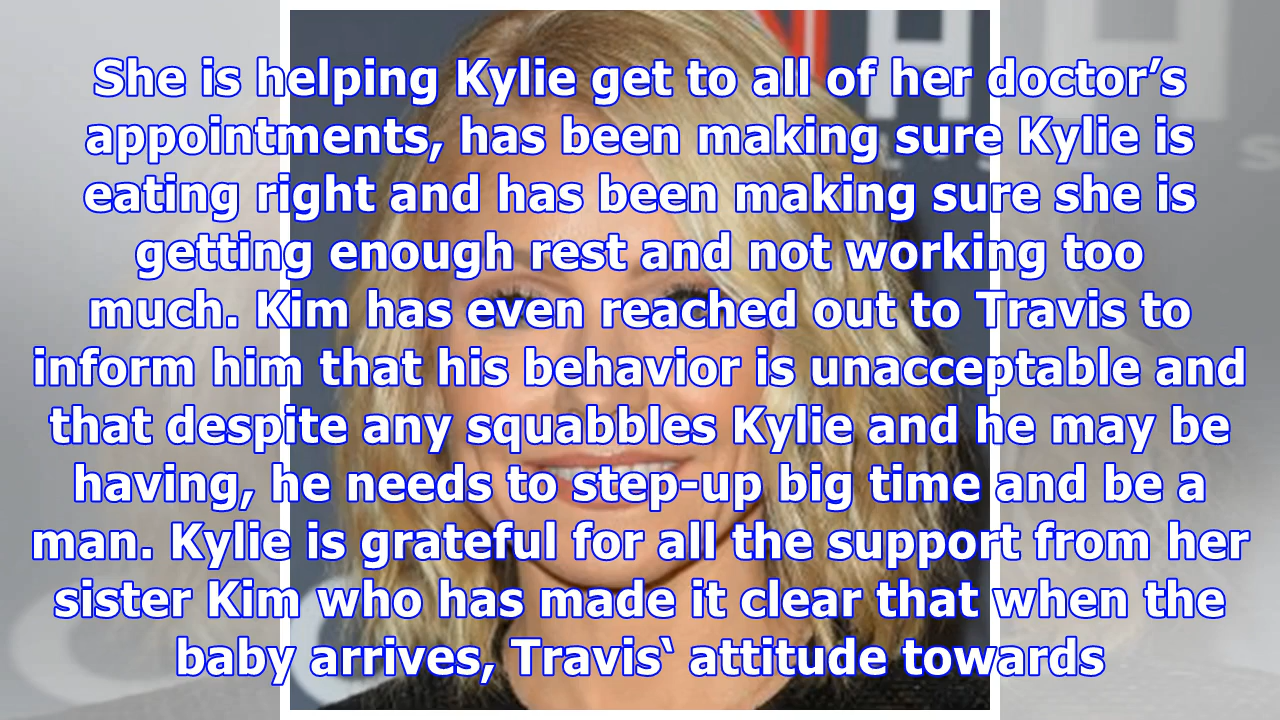 She is helping Kylie get to all of her doctor’s
appointments, has been making sure Kylie is
eating right and has been making sure she is
getting enough rest and not working too
much. Kim has even reached out to Travis to
inform him that his behavior is unacceptable and
that despite any squabbles Kylie and he may be
having, he needs to step-up big time and be a
man. Kylie is grateful for all the support from her
sister Kim who has made it clear that when the
baby arrives, Travis‘ attitude towards